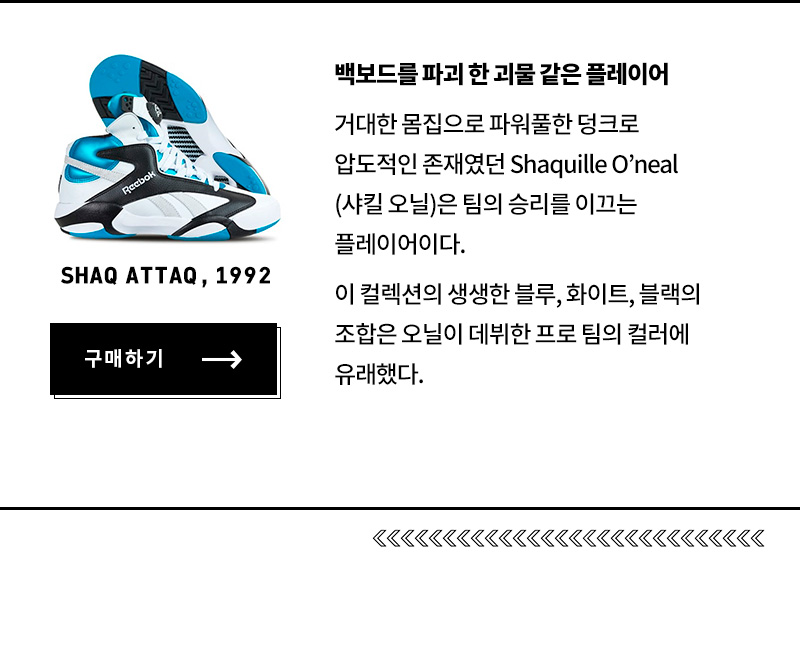 백보드를 파괴 한 괴물 같은 플레이어
거대한 몸집으로 파워풀한 덩크로
압도적인 존재였던 Shaquille O’neal
(샤킬 오닐)은 팀의 승리를 이끄는
플레이어이다.
이 컬렉션의 생생한 블루, 화이트, 블랙의
조합은 오닐이 데뷔한 프로 팀의 컬러에
유래했다.
Reebok
SHAQ ATTAQ, 1992
구매하기